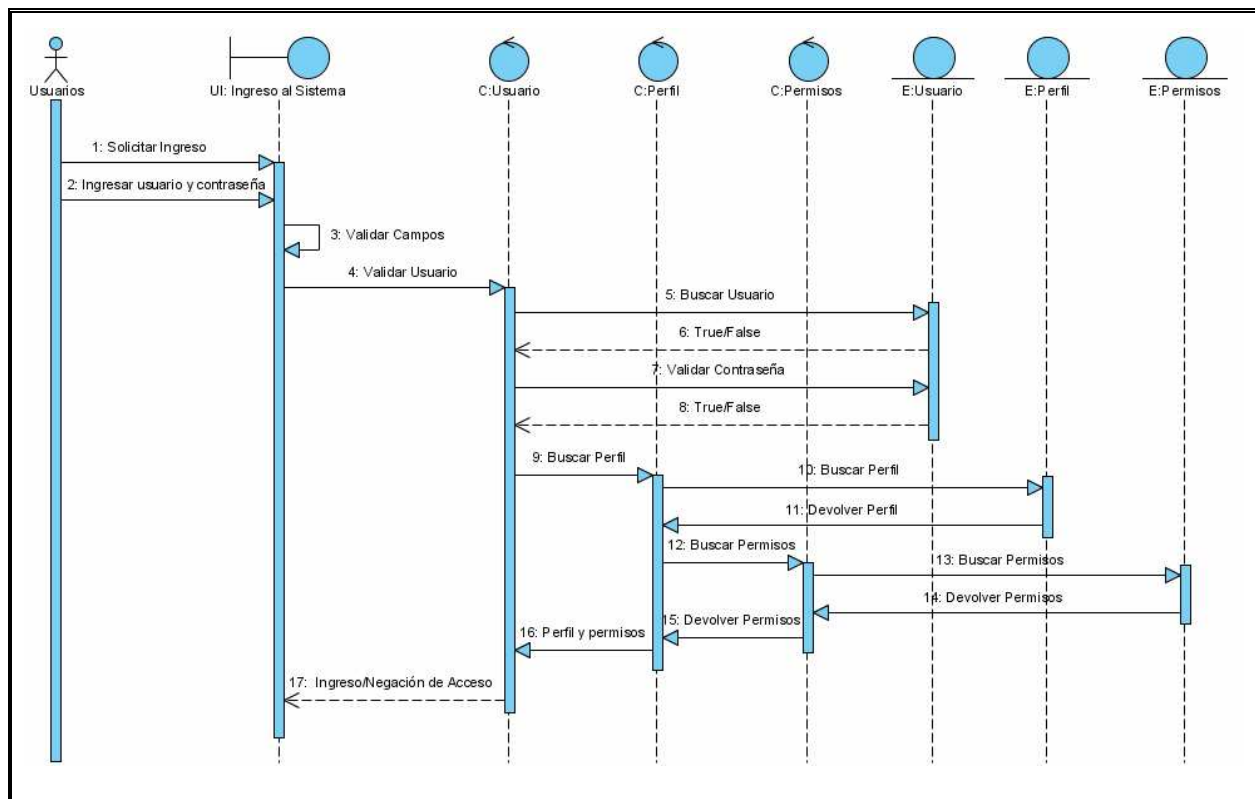 Usuarios
UI: Ingreso al Sistema
C:Usuario
C:Perfil
C:Permisos
E:Usuario
E:Perfil
E:Permisos
1: Solicitar Ingreso
2: Ingresar usuario y contraseña
3: Validar Campos
4: Validar Usuario
5: Buscar Usuario
6: True/False
7: Validar Contraseña
8: True/False
9: Buscar Perfil
10: Buscar Perfil
11: Devolver Perfil
12: Buscar Permisos
13: Buscar Permisos
14: Devolver Permisos
15: Devolver Permisos
16: Perfil y permisos
17: Ingreso/Negación de Acceso